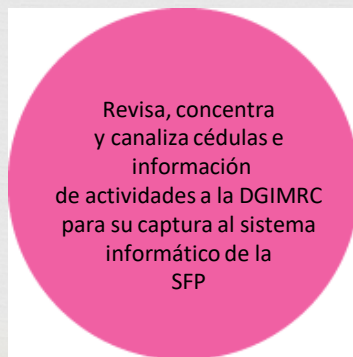 Revisa, concentra
y canaliza cédulas e
información
de actividades a la DGIMRC
para su captura al sistema
informático de la
SFP